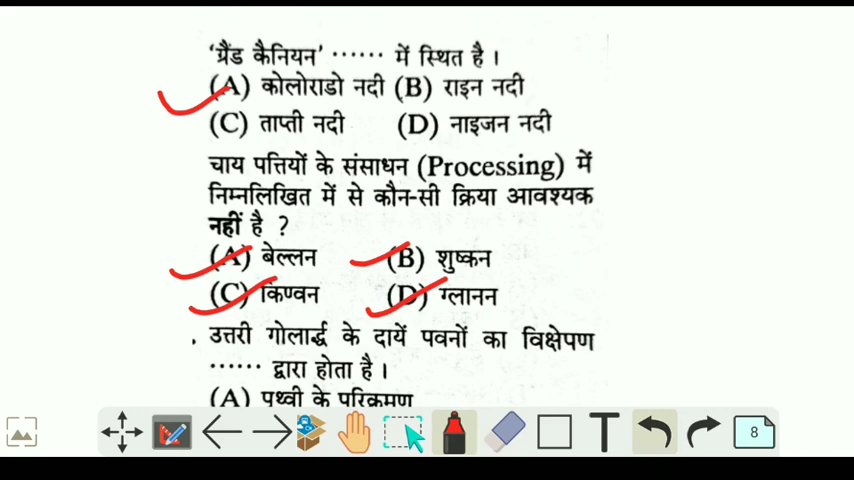 'ग्रैंड कैनियन' ······ में स्थित है ।
(A) कोलोराडो नदी (B) राइन नदी
(C) ताप्ती नदी (D) नाइजन नदी
चाय पत्तियों के संसाधन (Processing) में
निम्नलिखित में से कौन-सी क्रिया आवश्यक
नहीं है ?
(A) बेल्लन (B) शुष्कन
(C) किण्वन (D) ग्लानन
उत्तरी गोलार्द्ध के दायें पवनों का विक्षेपण
······ द्वारा होता है ।
(A) पृथ्वी के परिक्रमण
T 8